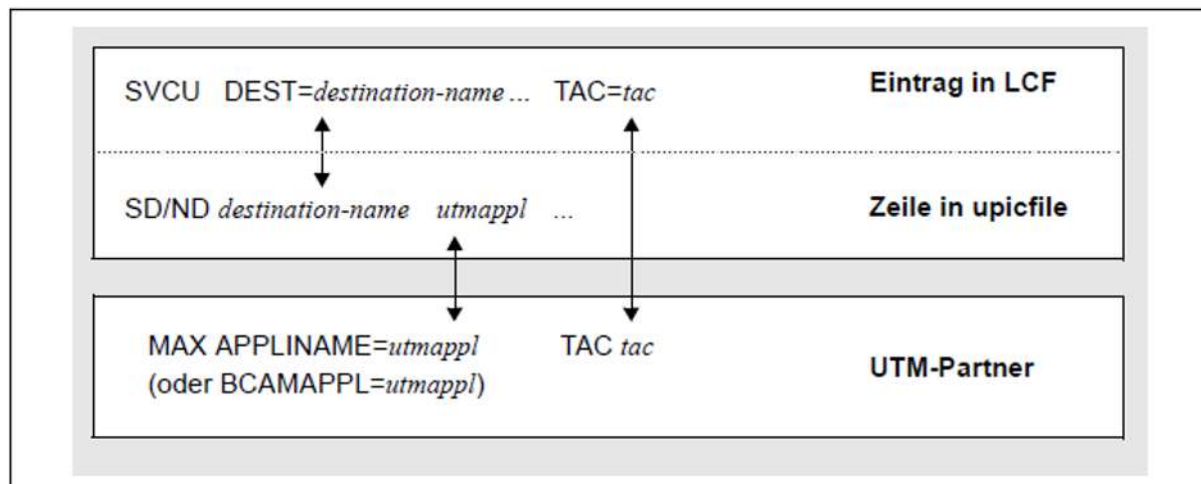 SVCU DEST=destination-name ... TAC=tac Eintrag in LCF
SD/ND destination-name utmappl ... Zeile in upicfile
MAX APPLINAME=utmappl TAC tac
(oder BCAMAPPL=utmappl) UTM-Partner